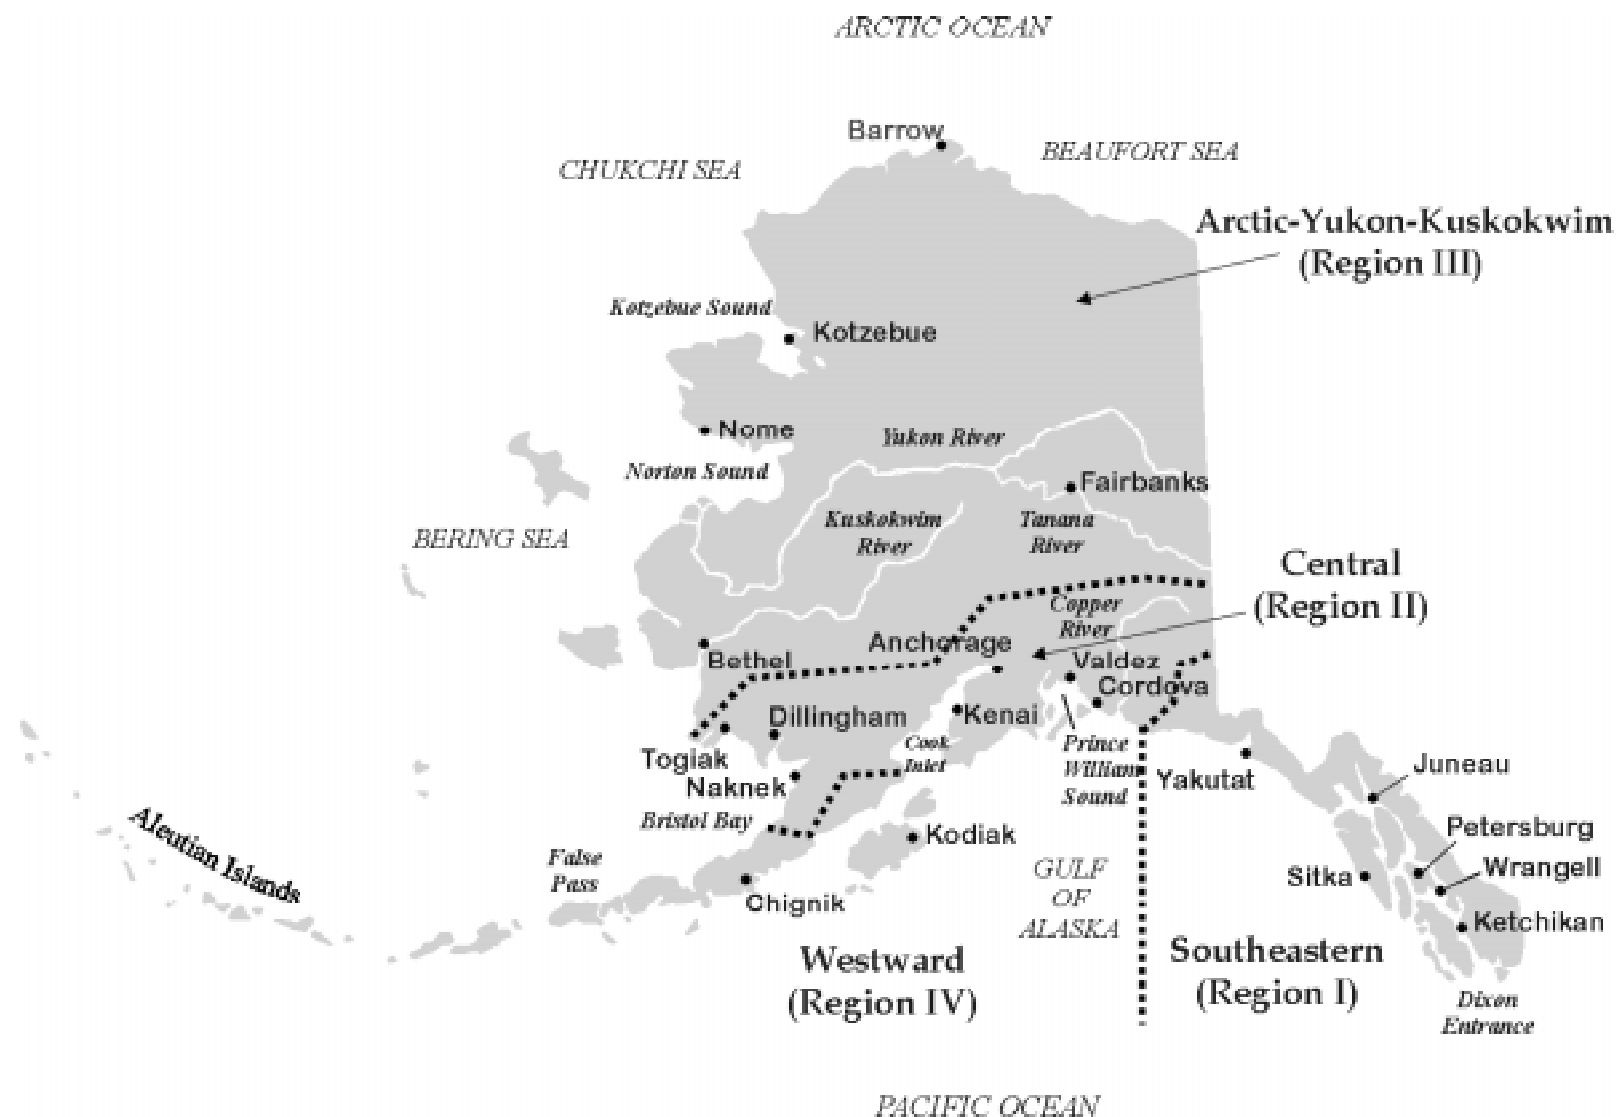 ARCTIC OCEAN
Barrow
BEAUFORT SEA
CHUKCHI SEA
Arctic-Yukon-Kuskokwim
(Region III)
Kotzebue Sound
Kotzebue
Nome
Yukon River
Norton Sound
Fairbanks
Kuskokwim
River
Tanana
River
BERING SEA
Central
(Region II)
Copper
River
Anchorage
Bethel
Valdez
Cordova
Dillingham
Kenai
Togiak
Cook
Inlet
Prince
William
Sound
Naknek
Yakutat
Juneau
Bristol Bay
Aleutian Islands
Kodiak
Petersburg
False
Pass
GULF
OF
ALASKA
Sitka
Wrangell
Chignik
Ketchikan
Westward
(Region IV)
Southeastern
(Region I)
Dixon
Entrance
PACIFIC OCEAN